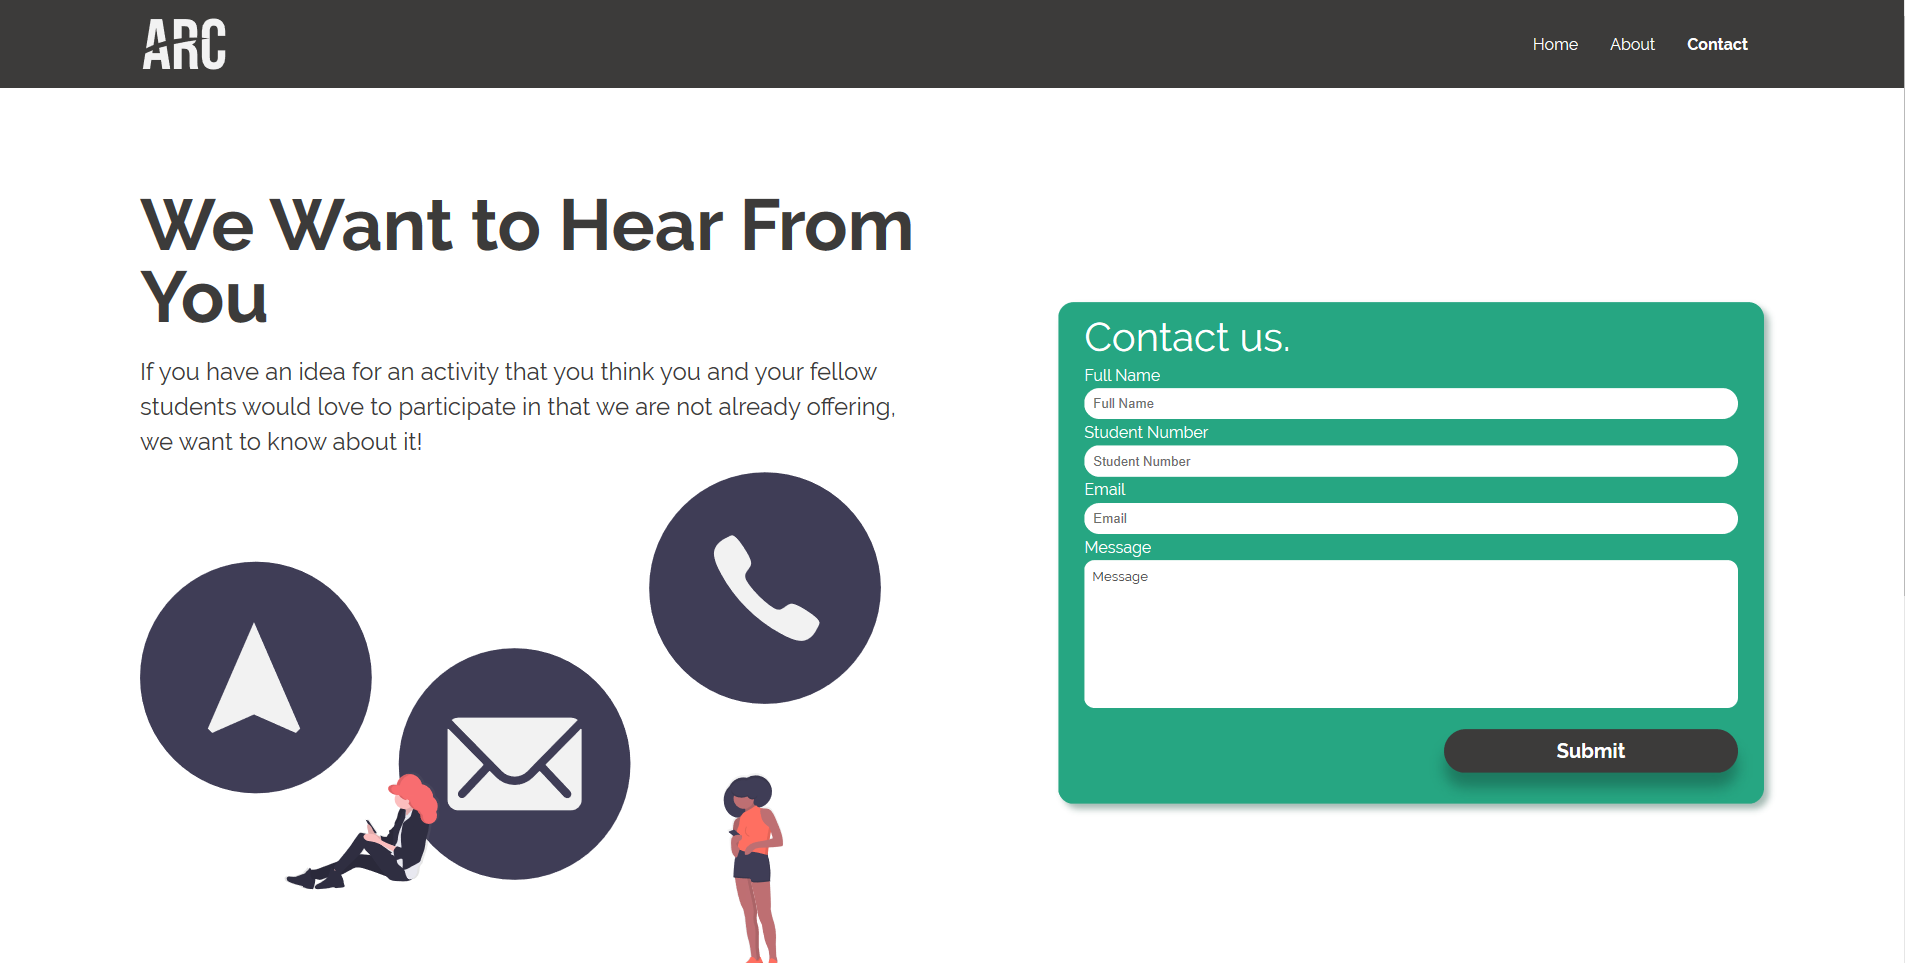 ARC
Home About Contact
We Want to Hear From
You
If you have an idea for an activity that you think you and your fellow
students would love to participate in that we are not already offering,
we want to know about it!
Contact us.
Full Name
Full Name
Student Number
Student Number
Email
Email
Message
Message
Submit